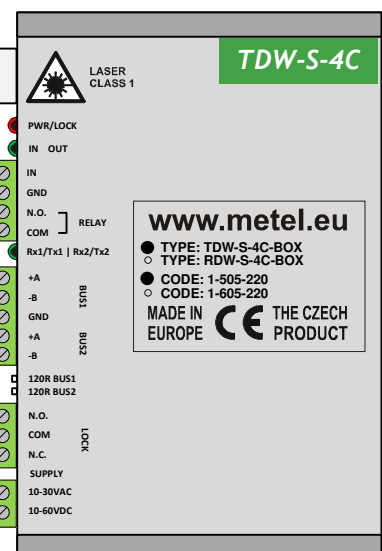 TDW-S-4C
LASER
CLASS 1
PWR/LOCK
IN OUT
IN
GND
N.O.
COM
RELAY
Rx1/Tx1 | Rx2/Tx2
+A
-B
BUS1
GND
+A
-B
BUS2
120R BUS1
120R BUS2
N.O.
COM
N.C.
LOCK
SUPPLY
10-30VAC
10-60VDC
www.metel.eu
TYPE: TDW-S-4C-BOX
TYPE: RDW-S-4C-BOX
CODE: 1-505-220
CODE: 1-605-220
MADE IN
EUROPE
CE
THE CZECH
PRODUCT